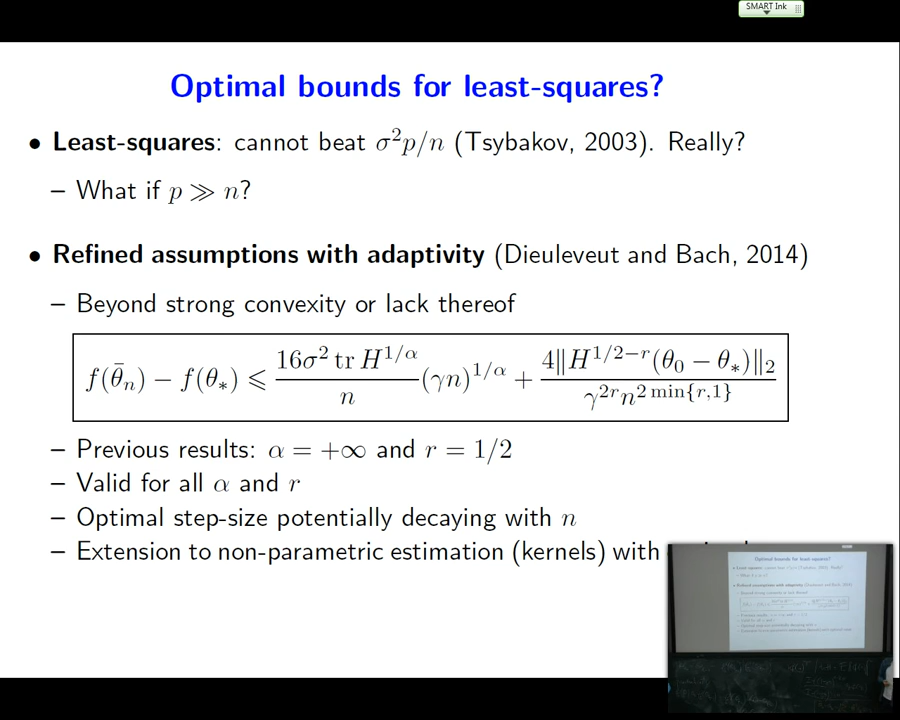 SMART Ink
Optimal bounds for least-squares?
• Least-squares: cannot beat σ²p/n (Tsybakov, 2003). Really?
– What if p ≫ n?
• Refined assumptions with adaptivity (Dieuleveut and Bach, 2014)
– Beyond strong convexity or lack thereof
f(θ̄ₙ) − f(θ∗) ⩽ \frac{16σ² tr H^{1/α}}{n} (γn)^{1/α} + \frac{4‖H^{1/2−r}(θ₀ − θ∗)‖₂}{γ^{2r} n^{2 min{r,1}}}
– Previous results: α = +∞ and r = 1/2
– Valid for all α and r
– Optimal step-size potentially decaying with n
– Extension to non-parametric estimation (kernels) with